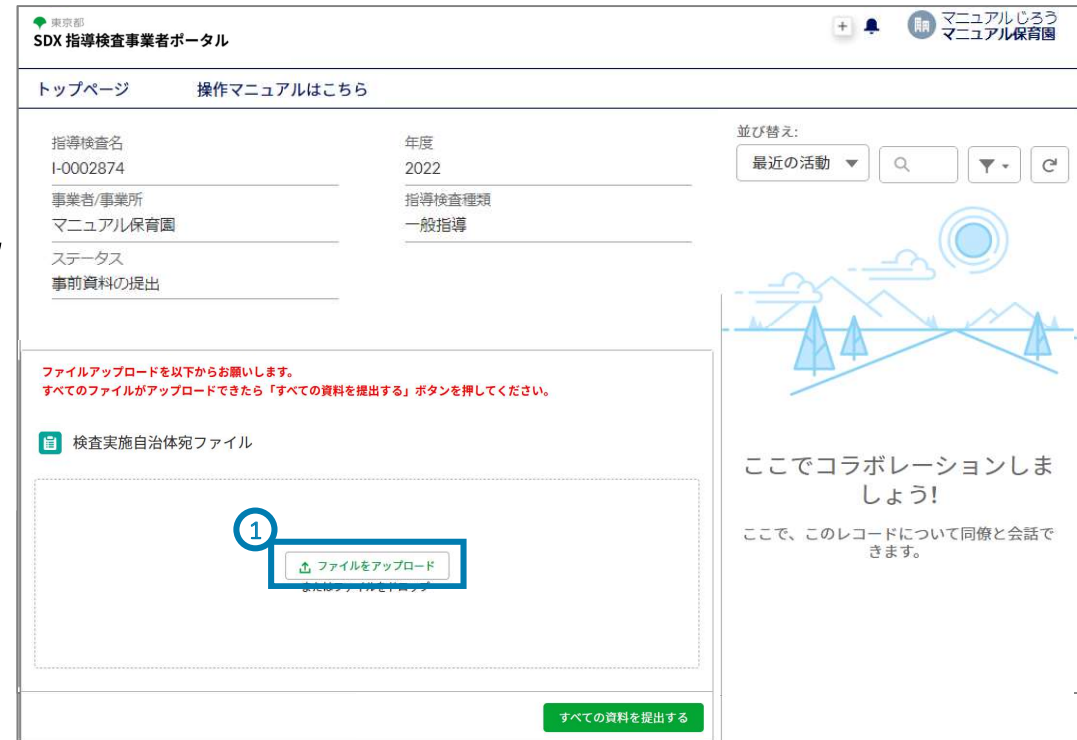 東京都
SDX 指導検査事業者ポータル
マニュアルじろう
マニュアル保育園
トップページ 操作マニュアルはこちら
指導検査名
I-0002874
年度
2022
事業者/事業所
マニュアル保育園
指導検査種類
一般指導
ステータス
事前資料の提出
並び替え:
最近の活動
ファイルアップロードを以下からお願いします。
すべてのファイルがアップロードできたら「すべての資料を提出する」ボタンを押してください。
検査実施自治体宛ファイル
1
ファイルをアップロード
またはファイルをドロップ
すべての資料を提出する
ここでコラボレーションしま
しょう!
ここで、このレコードについて同僚と会話で
きます。